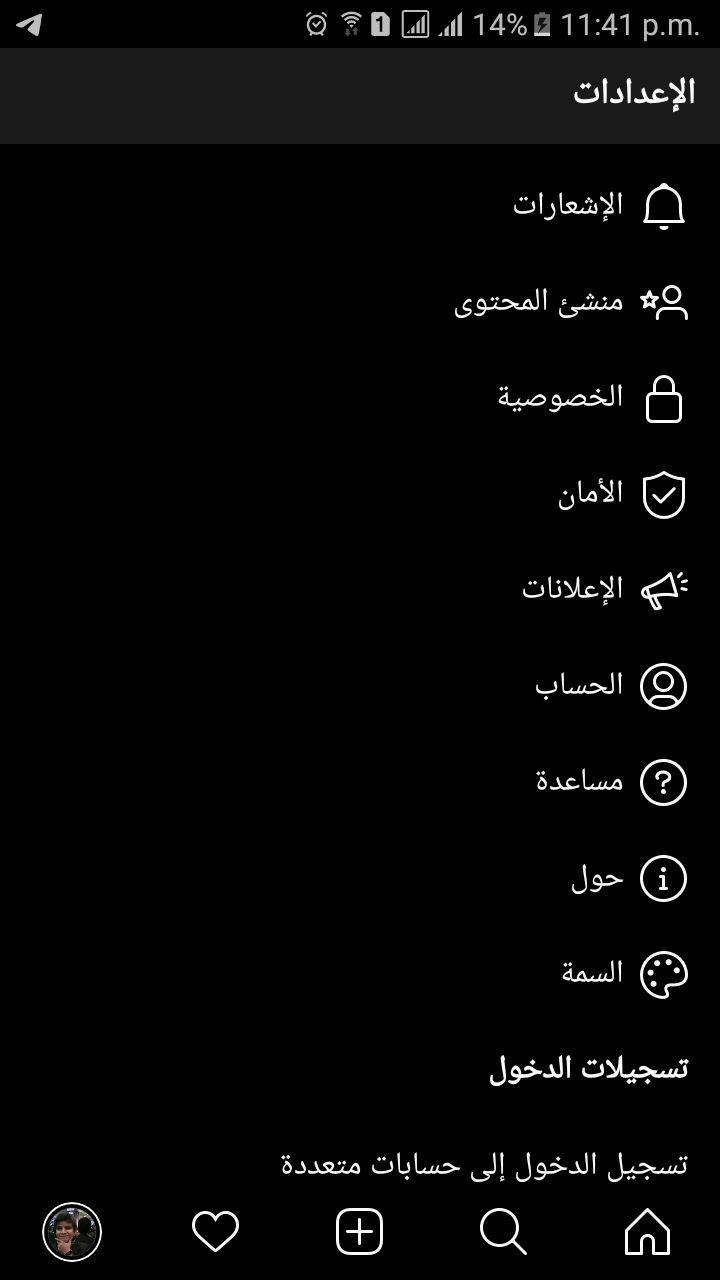 14% 11:41 p.m.
الإعدادات
الإشعارات
منشئ المحتوى
الخصوصية
الأمان
الإعلانات
الحساب
مساعدة
حول
السمة
تسجيلات الدخول
تسجيل الدخول إلى حسابات متعددة